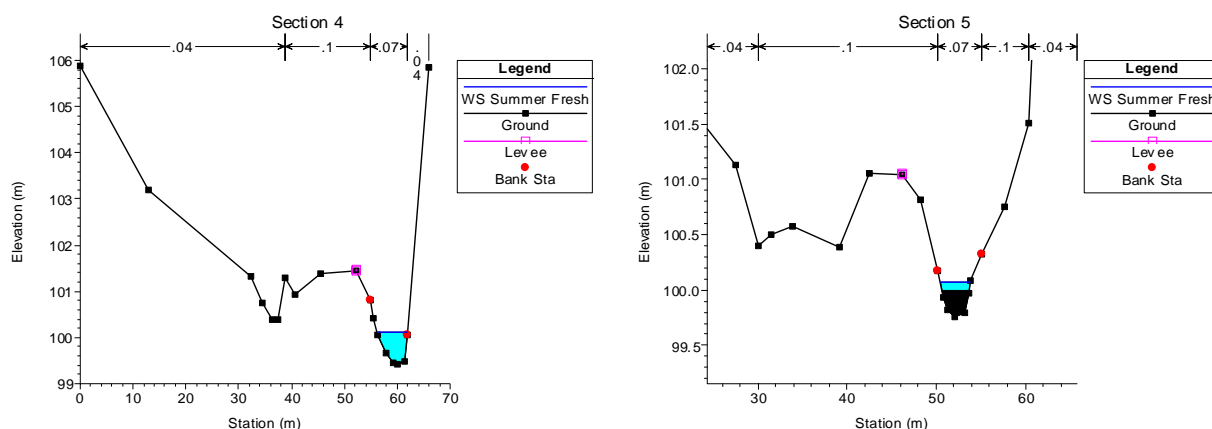 Section 4
.04
.1
.07
.04
106
105
104
103
102
101
100
99
0
10
20
30
40
50
60
70
Elevation (m)
Station (m)
Legend
WS Summer Fresh
Ground
Levee
Bank Sta
Section 5
.04
.1
.07
.1
.04
102.0
101.5
101.0
100.5
100.0
99.5
30
40
50
60
Elevation (m)
Station (m)
Legend
WS Summer Fresh
Ground
Levee
Bank Sta